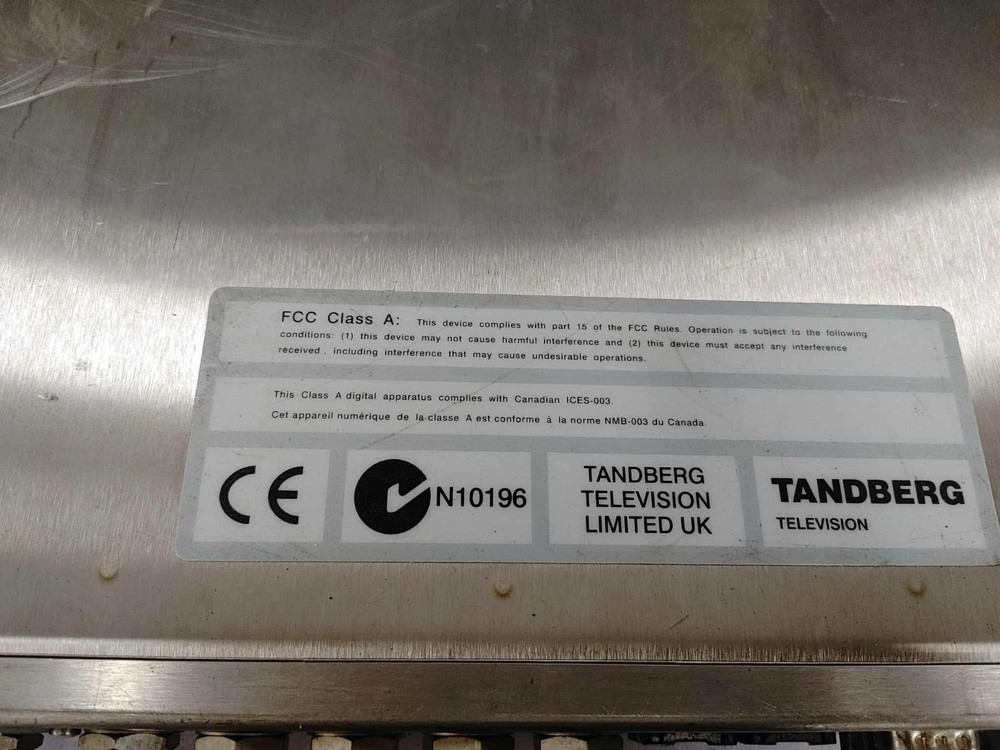 FCC Class A: This device complies with part 15 of the FCC Rules. Operation is subject to the following
conditions: (1) this device may not cause harmful interference and (2) this device must accept any interference
received , including interference that may cause undesirable operations.
This Class A digital apparatus complies with Canadian ICES-003.
Cet appareil numérique de la classe A est conforme à la norme NMB-003 du Canada.
CE N10196
TANDBERG
TELEVISION
LIMITED UK
TANDBERG
TELEVISION